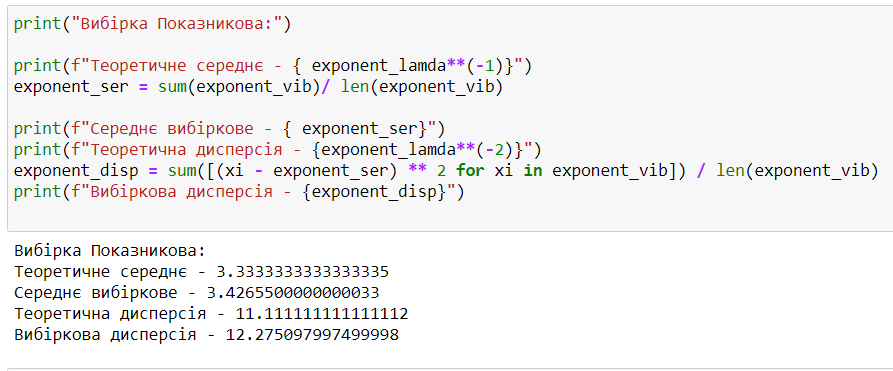 print("Вибірка Показникова:")
print(f"Теоретичне середнє - { exponent_lamda**(-1)}")
exponent_ser = sum(exponent_vib)/ len(exponent_vib)
print(f"Середнє вибіркове - { exponent_ser}")
print(f"Теоретична дисперсія - {exponent_lamda**(-2)}")
exponent_disp = sum([(xi - exponent_ser) ** 2 for xi in exponent_vib]) / len(exponent_vib)
print(f"Вибіркова дисперсія - {exponent_disp}")
Вибірка Показникова:
Теоретичне середнє - 3.3333333333333335
Середнє вибіркове - 3.4265500000000033
Теоретична дисперсія - 11.111111111111112
Вибіркова дисперсія - 12.275097997499998